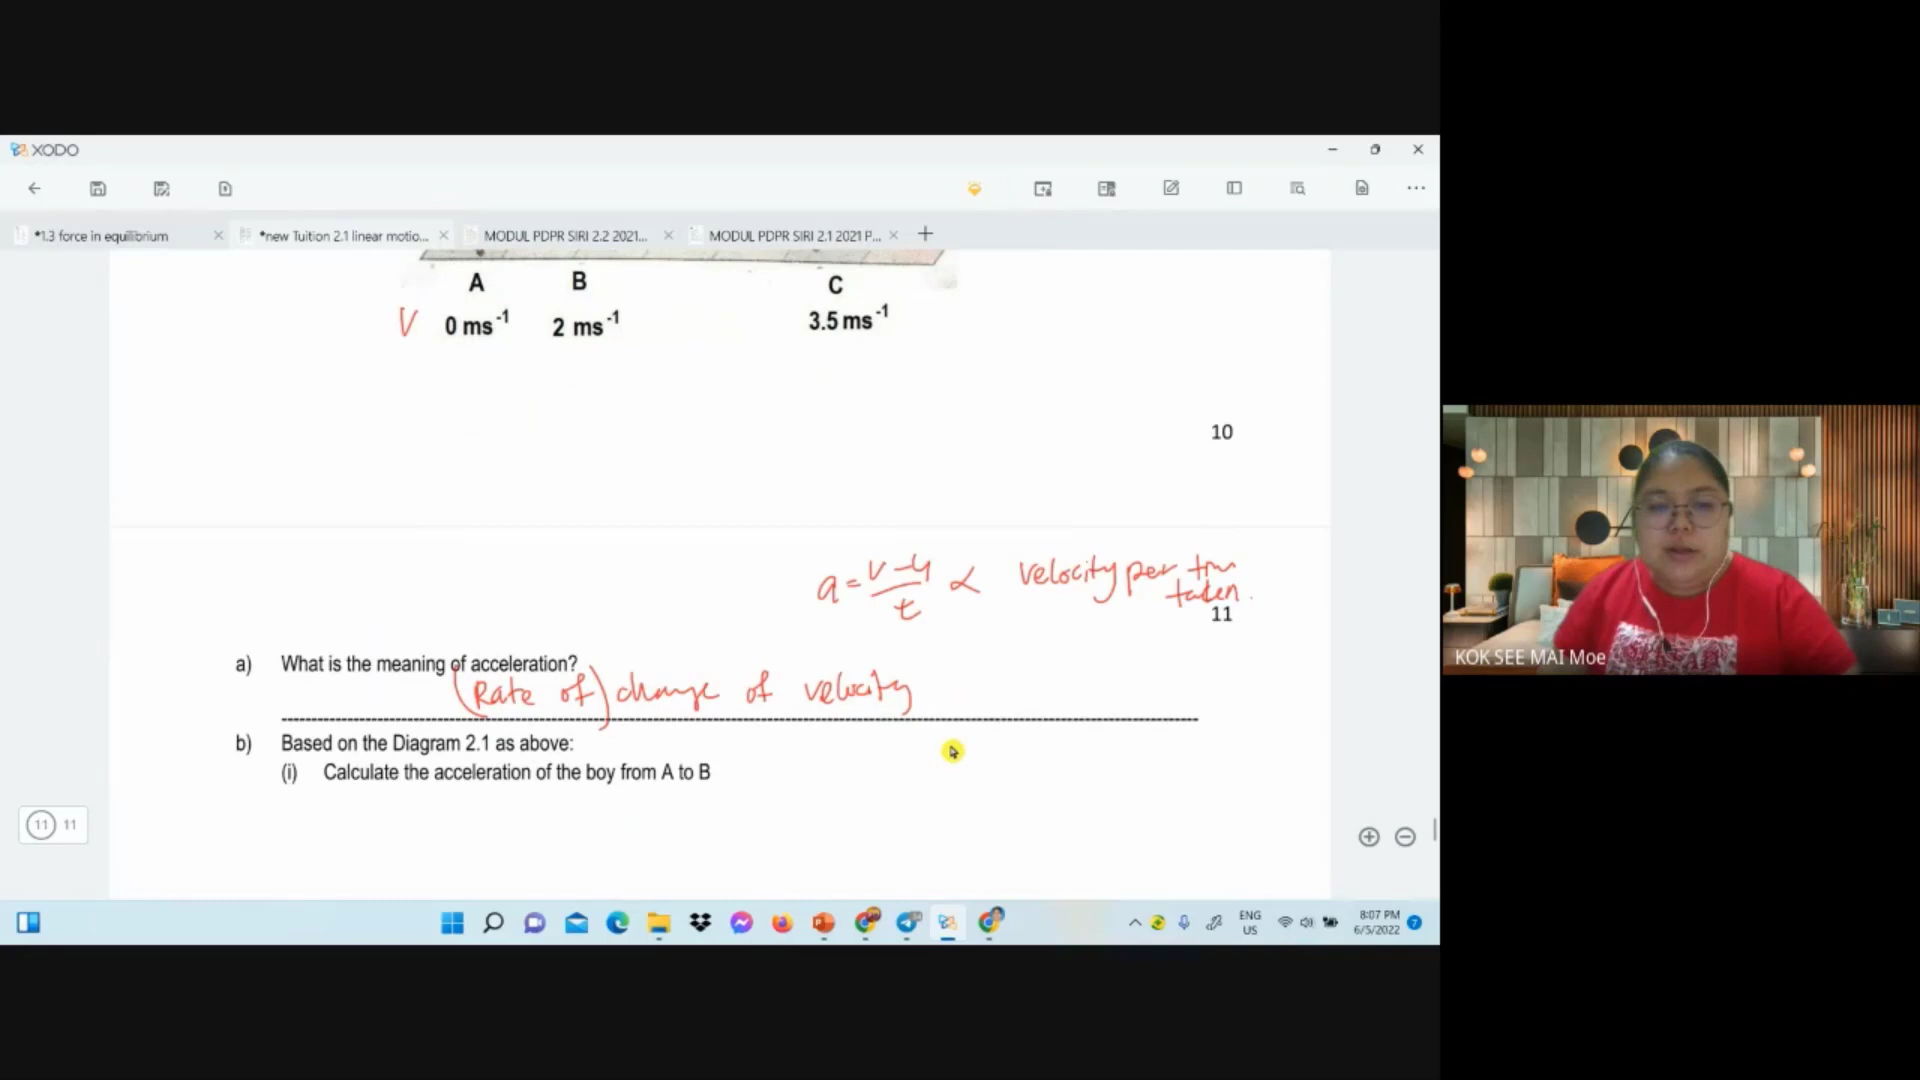 XODO
*1.3 force in equilibrium
*new Tuition 2.1 linear motio...
MODUL PDPR SIRI 2.2 2021...
MODUL PDPR SIRI 2.1 2021 P...
A B C
V 0 ms⁻¹ 2 ms⁻¹ 3.5 ms⁻¹
10
a = v-u/t velocity per
taken.
11
a) What is the meaning of acceleration?
(Rate of) change of velocity
b) Based on the Diagram 2.1 as above:
(i) Calculate the acceleration of the boy from A to B
11 11
KOK SEE MAI Moe
ENG
US
8:07 PM
6/5/2022
7